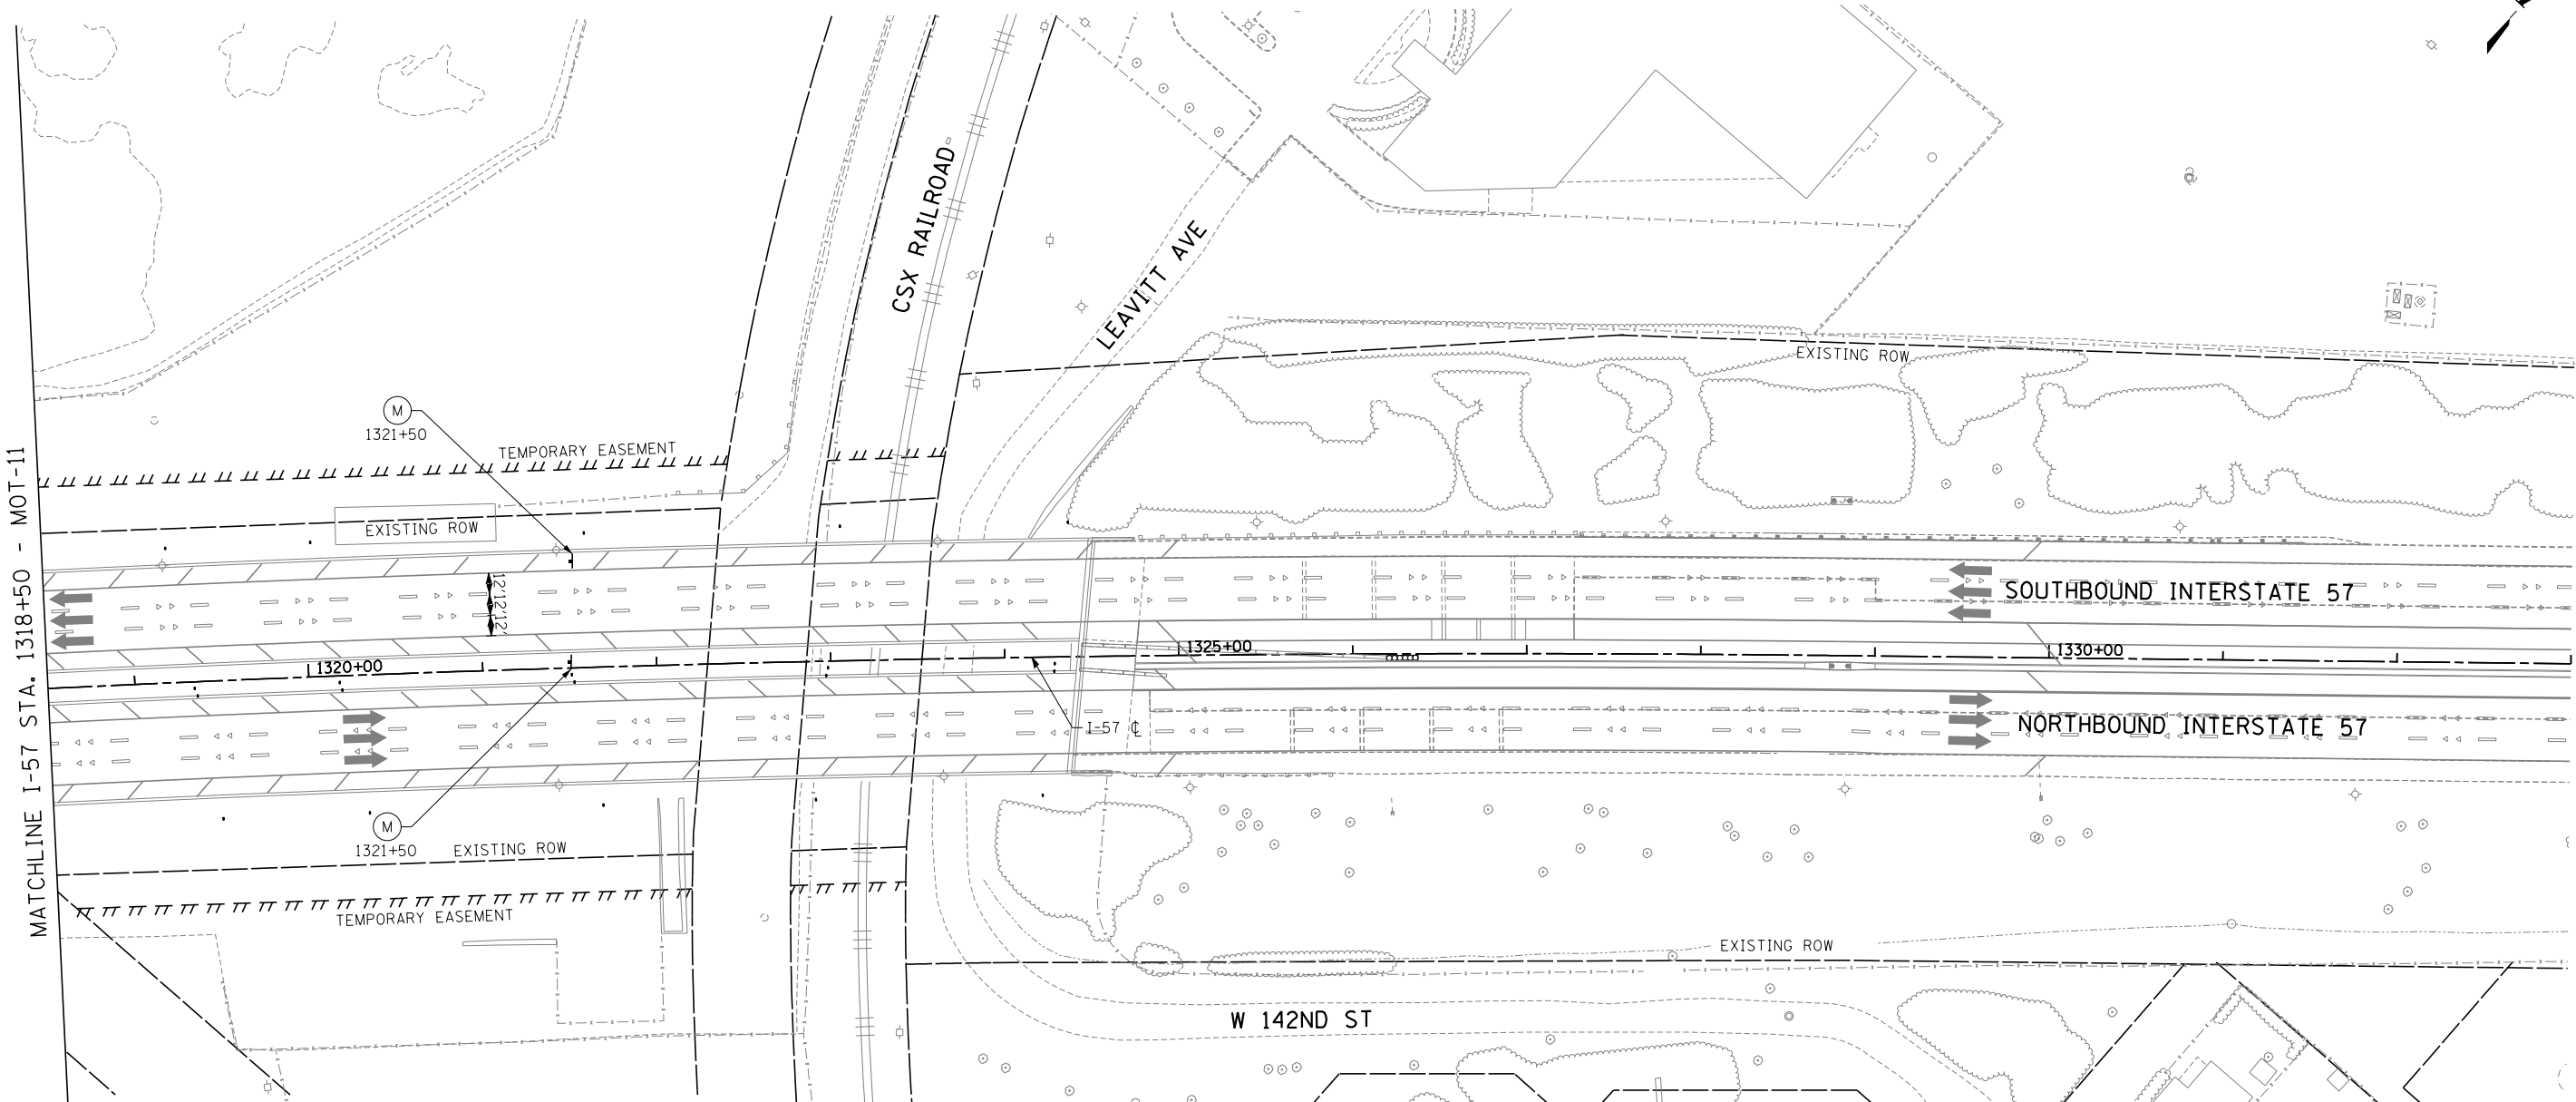 MATCHLINE I-57 STA. 1318+50 - MOT-11
CSX RAILROAD
LEAVITT AVE
EXISTING ROW
M
1321+50
TEMPORARY EASEMENT
EXISTING ROW
12'
12'
12'
SOUTHBOUND INTERSTATE 57
1320+00
1325+00
1330+00
I-57 ℄
NORTHBOUND INTERSTATE 57
M
1321+50
EXISTING ROW
TEMPORARY EASEMENT
EXISTING ROW
W 142ND ST